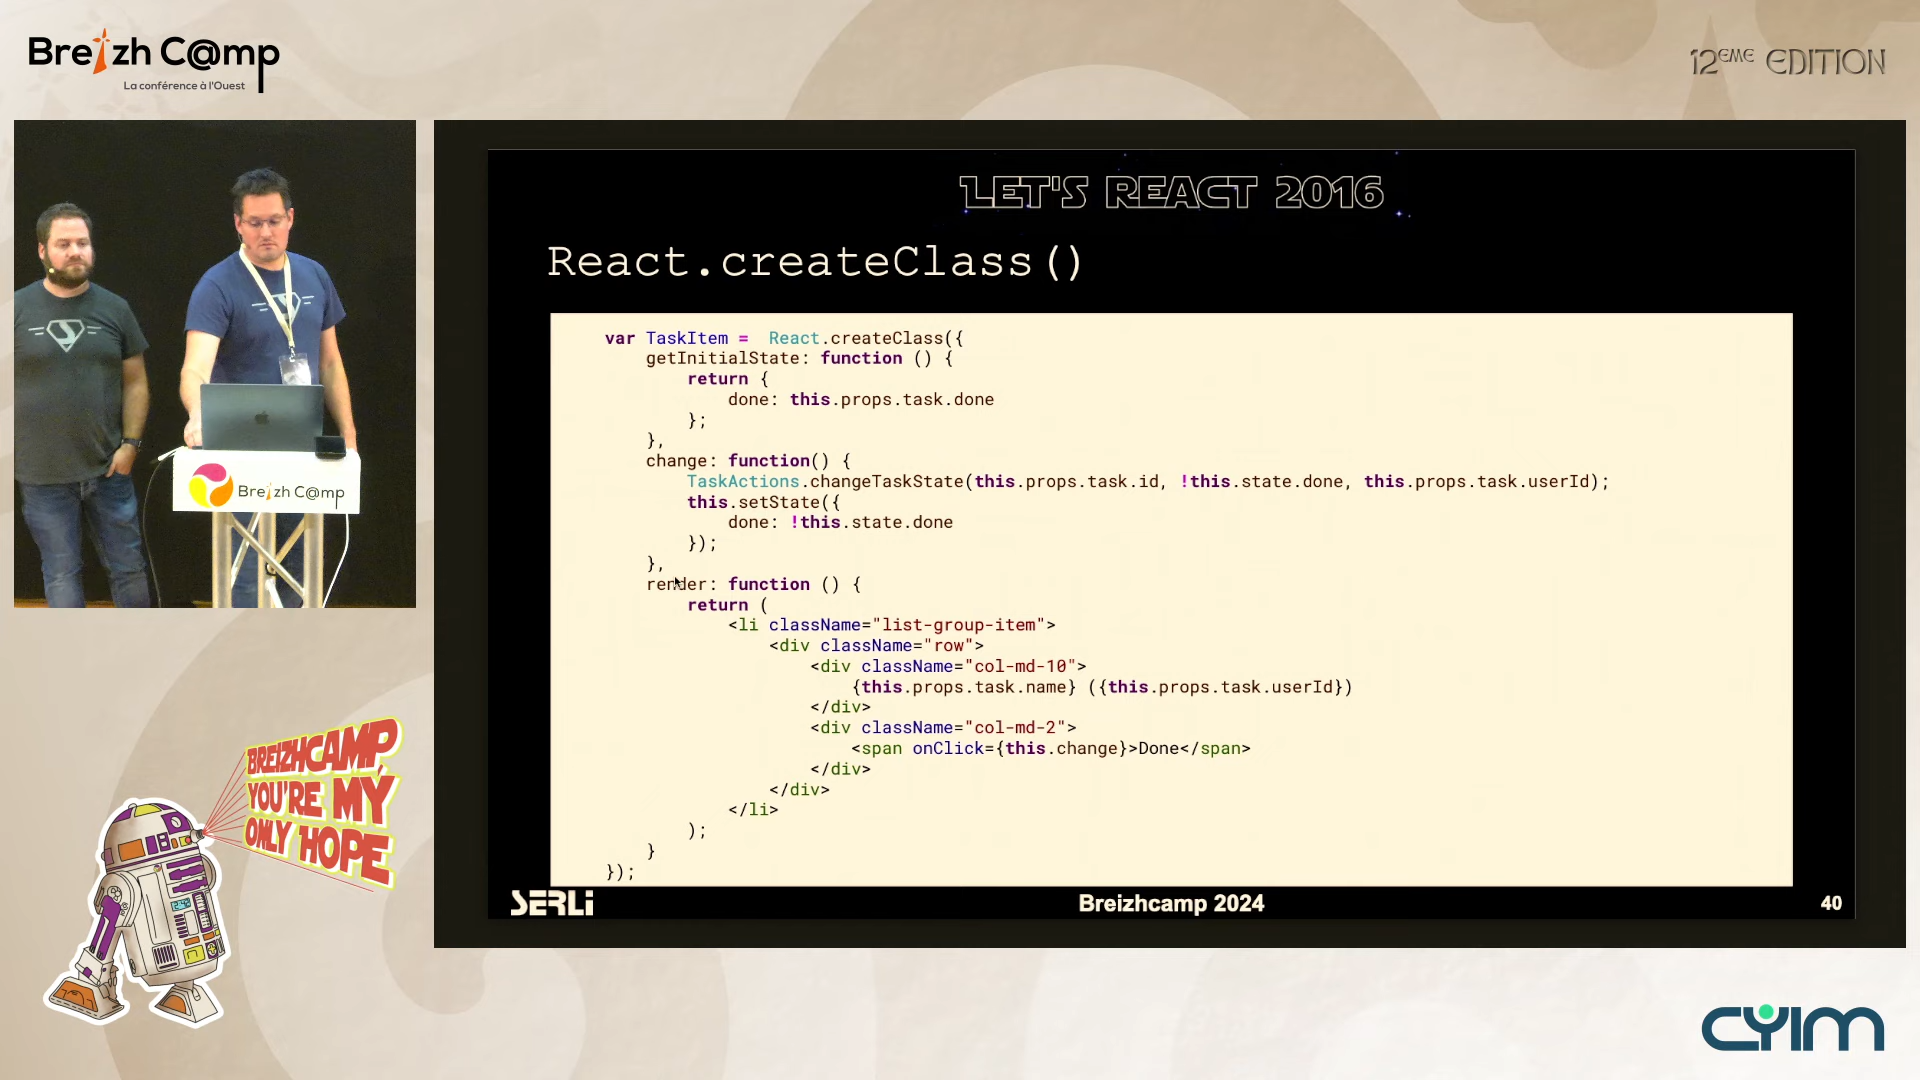 Breizh C@mp
La conférence à l'Ouest
12EME EDITION
Breizh C@mp
BREIZHCAMP,
YOU'RE MY
ONLY HOPE
LET'S REACT 2016
React.createClass()
var TaskItem =  React.createClass({
    getInitialState: function () {
        return {
            done: this.props.task.done
        };
    },
    change: function() {
        TaskActions.changeTaskState(this.props.task.id, !this.state.done, this.props.task.userId);
        this.setState({
            done: !this.state.done
        });
    },
    render: function () {
        return (
            <li className="list-group-item">
                <div className="row">
                    <div className="col-md-10">
                        {this.props.task.name} ({this.props.task.userId})
                    </div>
                    <div className="col-md-2">
                        <span onClick={this.change}>Done</span>
                    </div>
                </div>
            </li>
        );
    }
});
SERLI
Breizhcamp 2024
40
CYIM